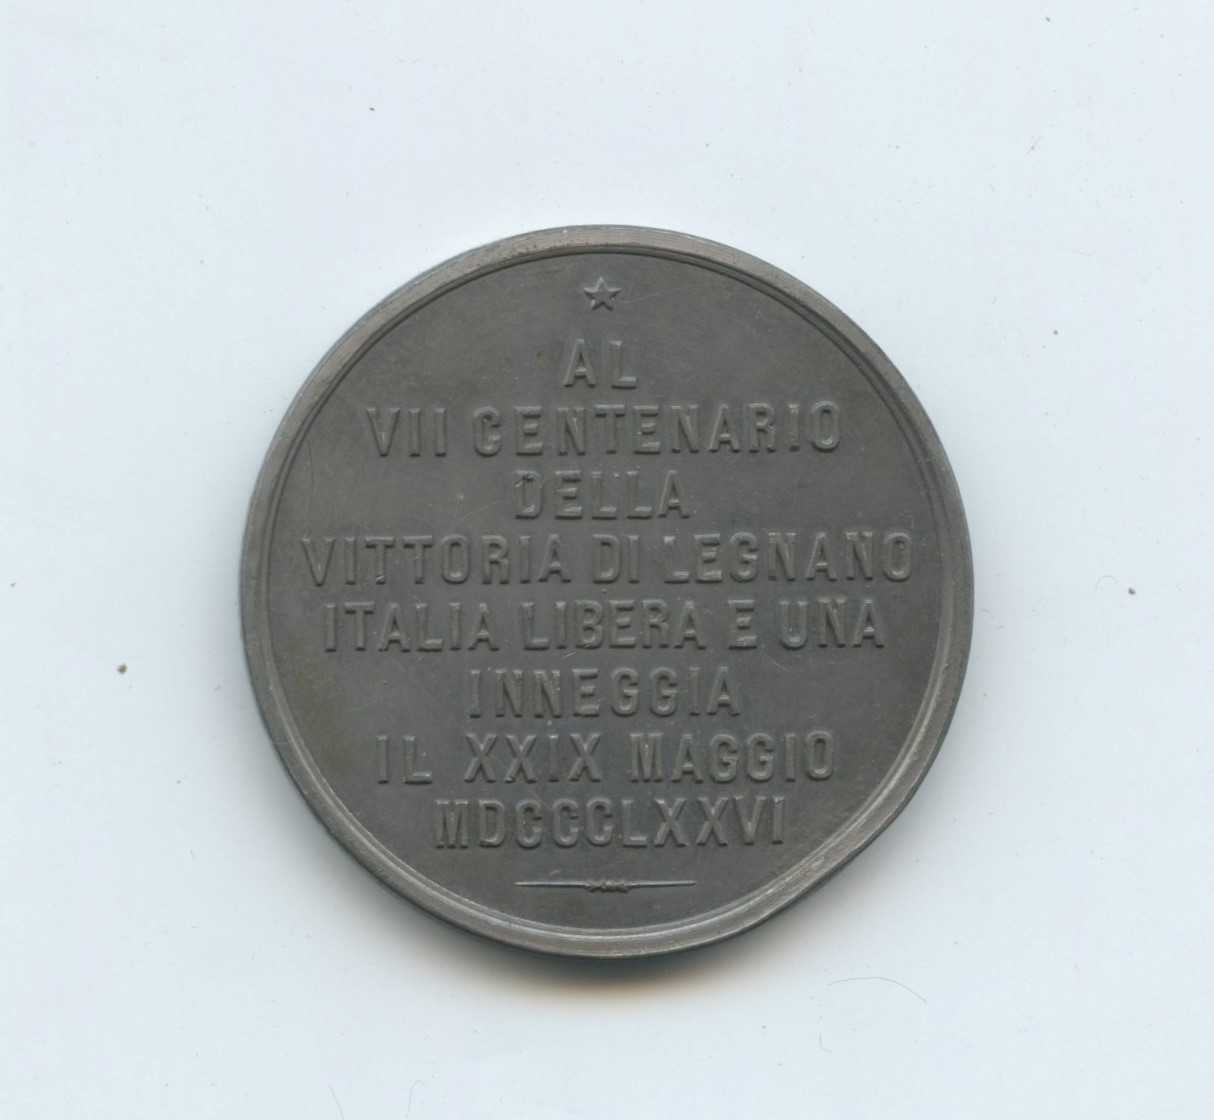 AL
VII CENTENARIO
DELLA
VITTORIA DI LEGNANO
ITALIA LIBERA E UNA
INNEGGIA
IL XXIX MAGGIO
MDCCCLXXVI